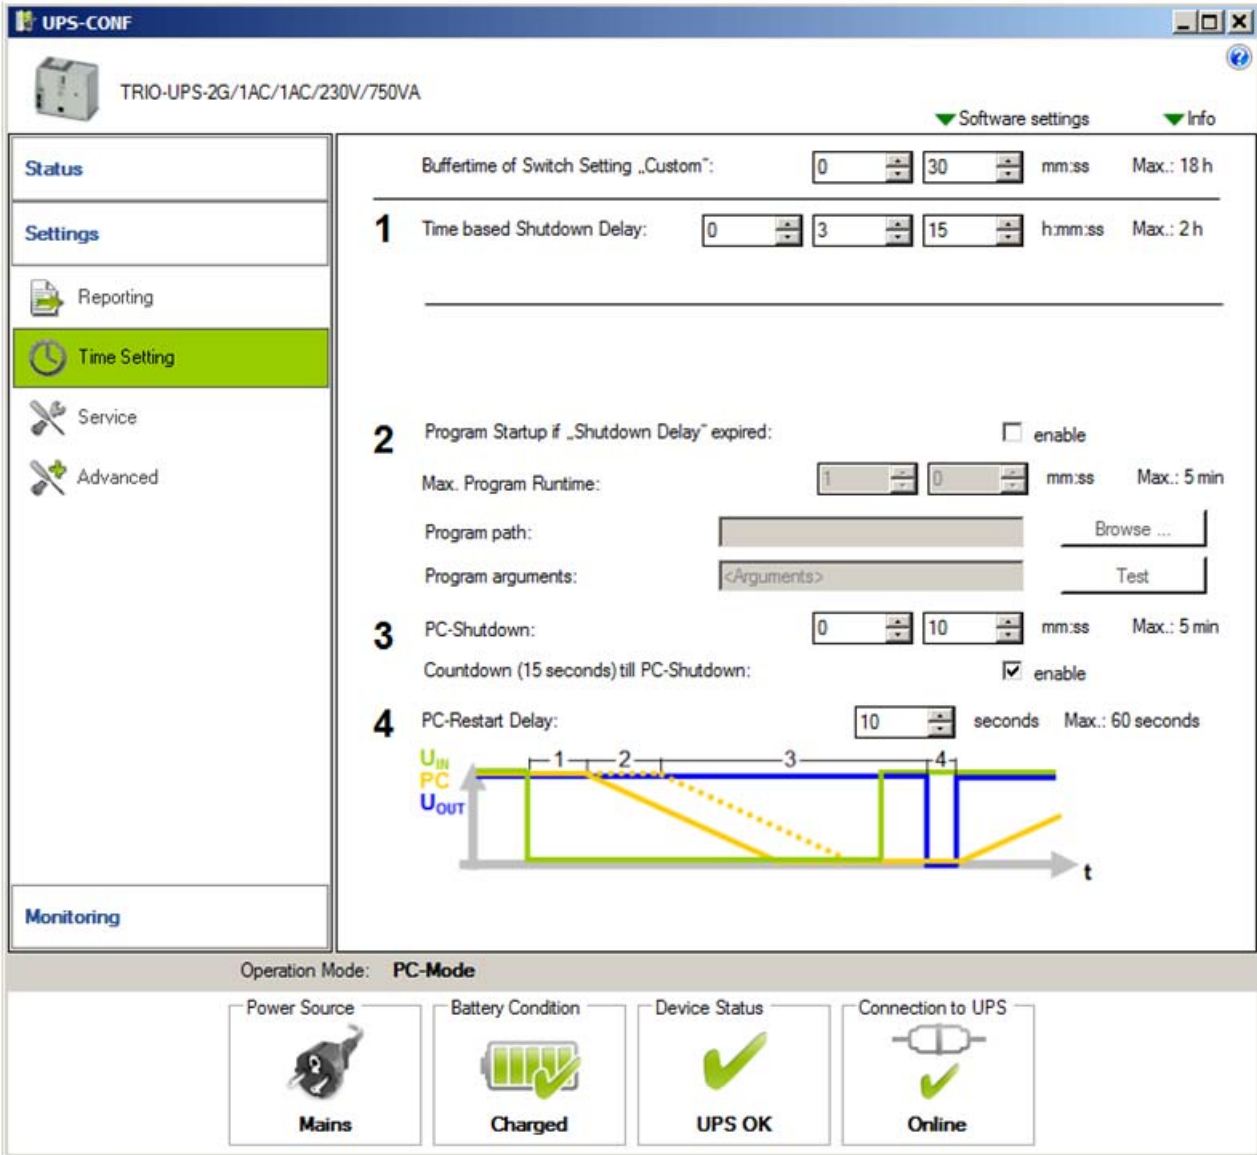 UPS-CONF
TRIO-UPS-2G/1AC/1AC/230V/750VA
Software settings Info
Status
Settings
Reporting
Time Setting
Service
Advanced
Monitoring
Buffertime of Switch Setting „Custom“: 0 30 mm:ss Max.: 18 h
1 Time based Shutdown Delay: 0 3 15 h:mm:ss Max.: 2 h
2 Program Startup if „Shutdown Delay“ expired: enable
Max. Program Runtime: 1 0 mm:ss Max.: 5 min
Program path: Browse ...
Program arguments: <Arguments> Test
3 PC-Shutdown: 0 10 mm:ss Max.: 5 min
Countdown (15 seconds) till PC-Shutdown: enable
4 PC-Restart Delay: 10 seconds Max.: 60 seconds
UIN 1 2 3 4
PC
UOUT
t
Operation Mode: PC-Mode
Power Source Battery Condition Device Status Connection to UPS
Mains Charged UPS OK Online